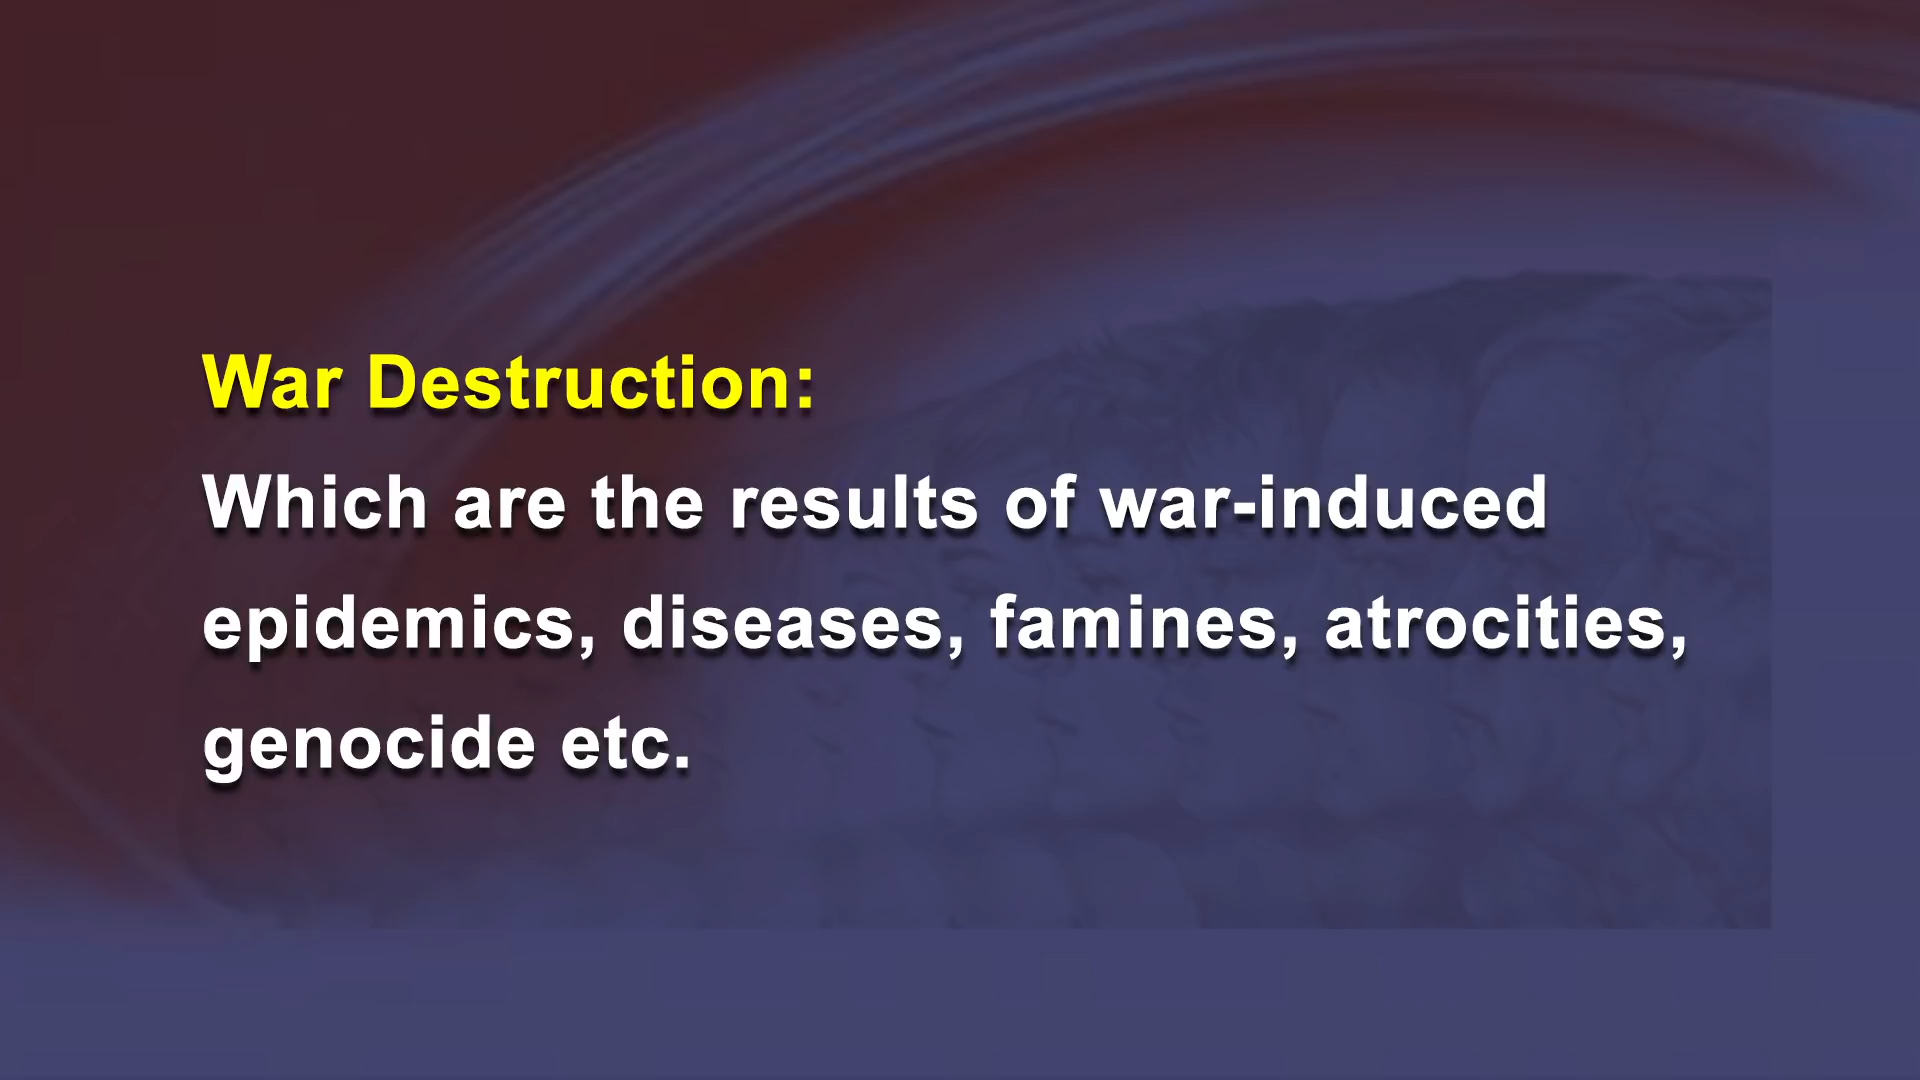 War Destruction:
Which are the results of war-induced
epidemics, diseases, famines, atrocities,
genocide etc.